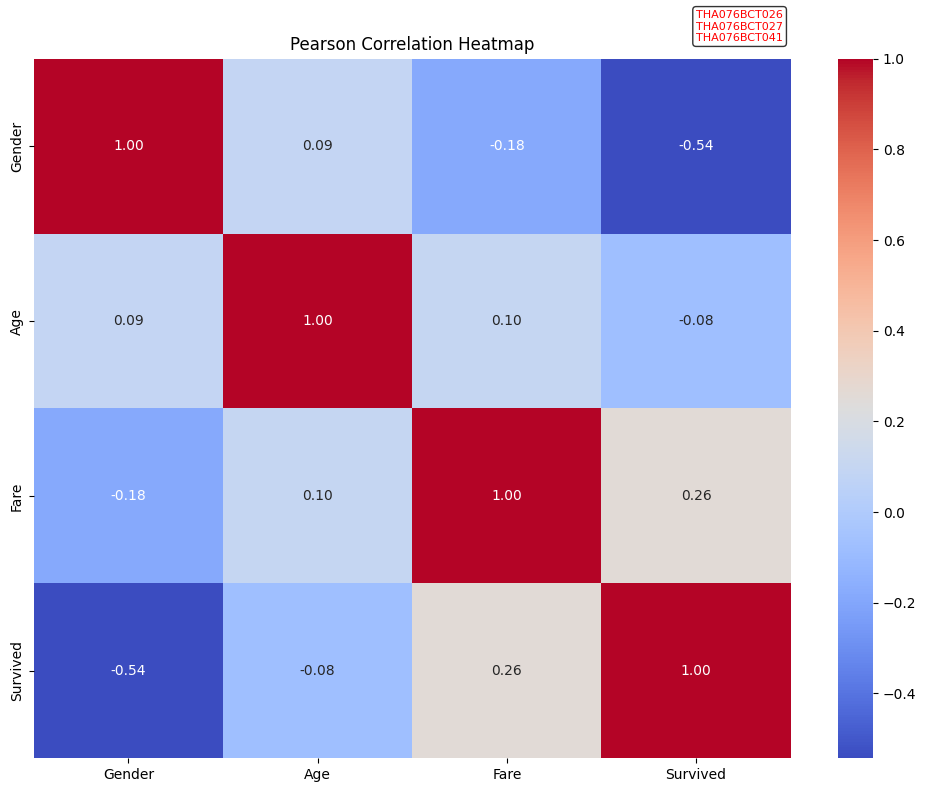 THA076BCT026
THA076BCT027
THA076BCT041
Pearson Correlation Heatmap
Gender 1.00 0.09 -0.18 -0.54
Age 0.09 1.00 0.10 -0.08
Fare -0.18 0.10 1.00 0.26
Survived -0.54 -0.08 0.26 1.00
Gender Age Fare Survived
1.0
0.8
0.6
0.4
0.2
0.0
−0.2
−0.4